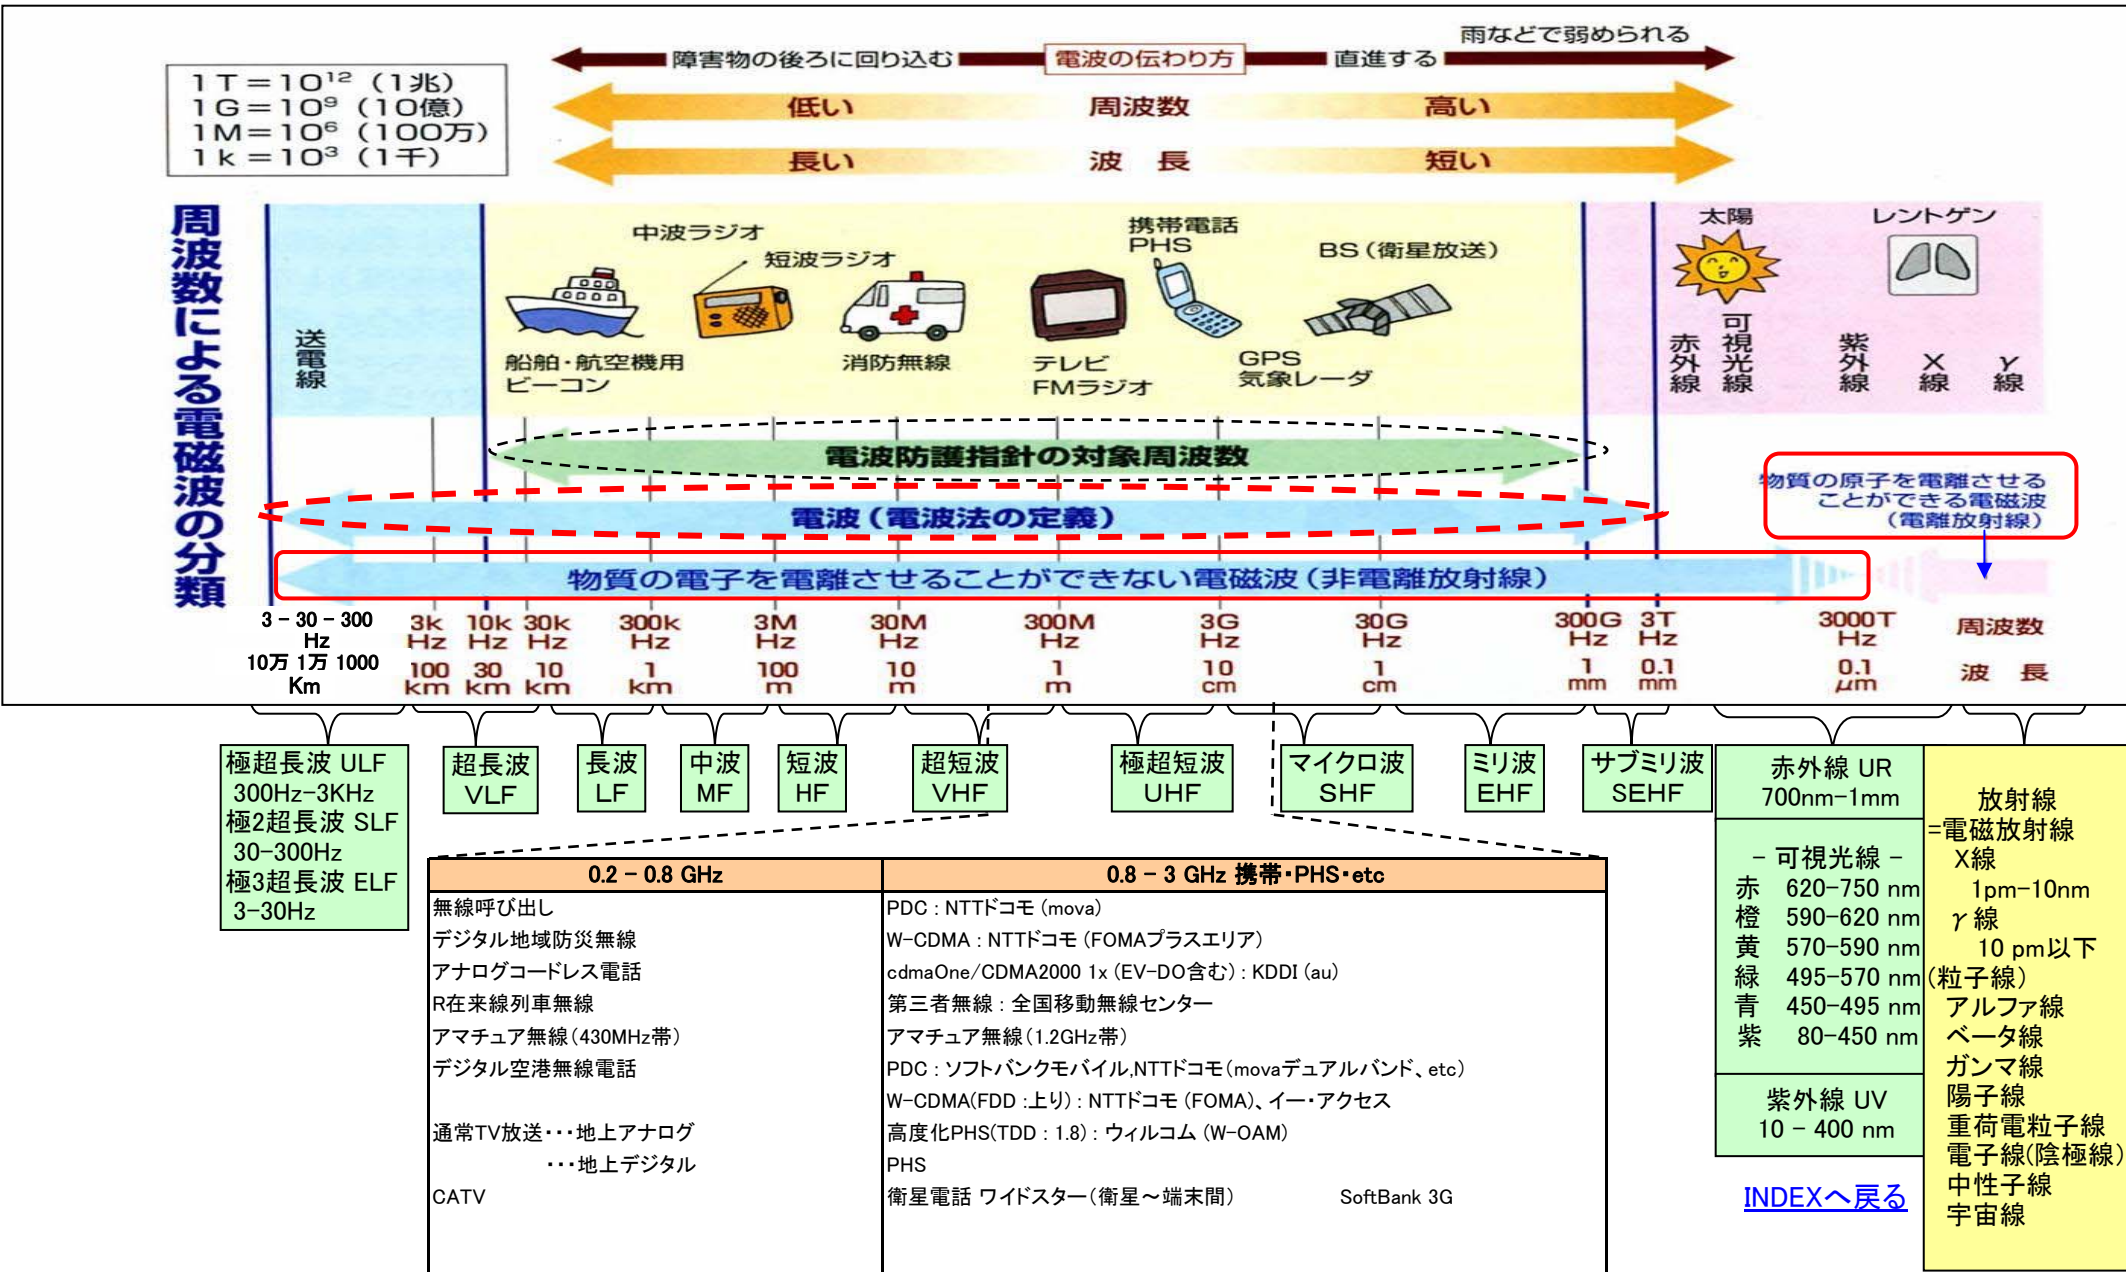 障害物の後ろに回り込む
電波の伝わり方
直進する
雨などで弱められる
1T=10¹²(1兆)
1G=10⁹(10億)
1M=10⁶(100万)
1k=10³(1千)
低い 周波数 高い
長い 波 長 短い
周波数による電磁波の分類
送電線
中波ラジオ
短波ラジオ
携帯電話
PHS
BS(衛星放送)
太陽
レントゲン
船舶・航空機用
ビーコン
消防無線
テレビ
FMラジオ
GPS
気象レーダ
赤外線
可視光線
紫外線
X線
γ線
電波防護指針の対象周波数
電波(電波法の定義)
物質の原子を電離させる
ことができる電磁波
(電離放射線)
物質の電子を電離させることができない電磁波(非電離放射線)
3-30-300
Hz
10万 1万 1000
Km
3k 10k 30k 300k 3M 30M 300M 3G 30G 300G 3T 3000T 周波数
Hz Hz Hz Hz Hz Hz Hz Hz Hz Hz Hz Hz
100 30 10 1 100 10 1 10 1 1 0.1 0.1 波 長
km km km km m m m cm cm mm mm μm
極超長波 ULF
300Hz-3KHz
極2超長波 SLF
30-300Hz
極3超長波 ELF
3-30Hz
超長波
VLF
長波
LF
中波
MF
短波
HF
超短波
VHF
極超短波
UHF
マイクロ波
SHF
ミリ波
EHF
サブミリ波
SEHF
赤外線 UR
700nm-1mm
- 可視光線 -
赤 620-750 nm
橙 590-620 nm
黄 570-590 nm
緑 495-570 nm
青 450-495 nm
紫 80-450 nm
紫外線 UV
10 - 400 nm
放射線
=電磁放射線
X線
1pm-10nm
γ線
10 pm以下
(粒子線)
アルファ線
ベータ線
ガンマ線
陽子線
重荷電粒子線
電子線(陰極線)
中性子線
宇宙線
0.2 - 0.8 GHz
無線呼び出し
デジタル地域防災無線
アナログコードレス電話
R在来線列車無線
アマチュア無線(430MHz帯)
デジタル空港無線電話
通常TV放送・・・地上アナログ
・・・地上デジタル
CATV
0.8 - 3 GHz 携帯・PHS・etc
PDC : NTTドコモ (mova)
W-CDMA : NTTドコモ (FOMAプラスエリア)
cdmaOne/CDMA2000 1x (EV-DO含む) : KDDI (au)
第三者無線 : 全国移動無線センター
アマチュア無線(1.2GHz帯)
PDC : ソフトバンクモバイル,NTTドコモ(movaデュアルバンド、etc)
W-CDMA(FDD :上り) : NTTドコモ (FOMA)、イー・アクセス
高度化PHS(TDD : 1.8) : ウィルコム (W-OAM)
PHS
衛星電話 ワイドスター(衛星～端末間) SoftBank 3G
INDEXへ戻る